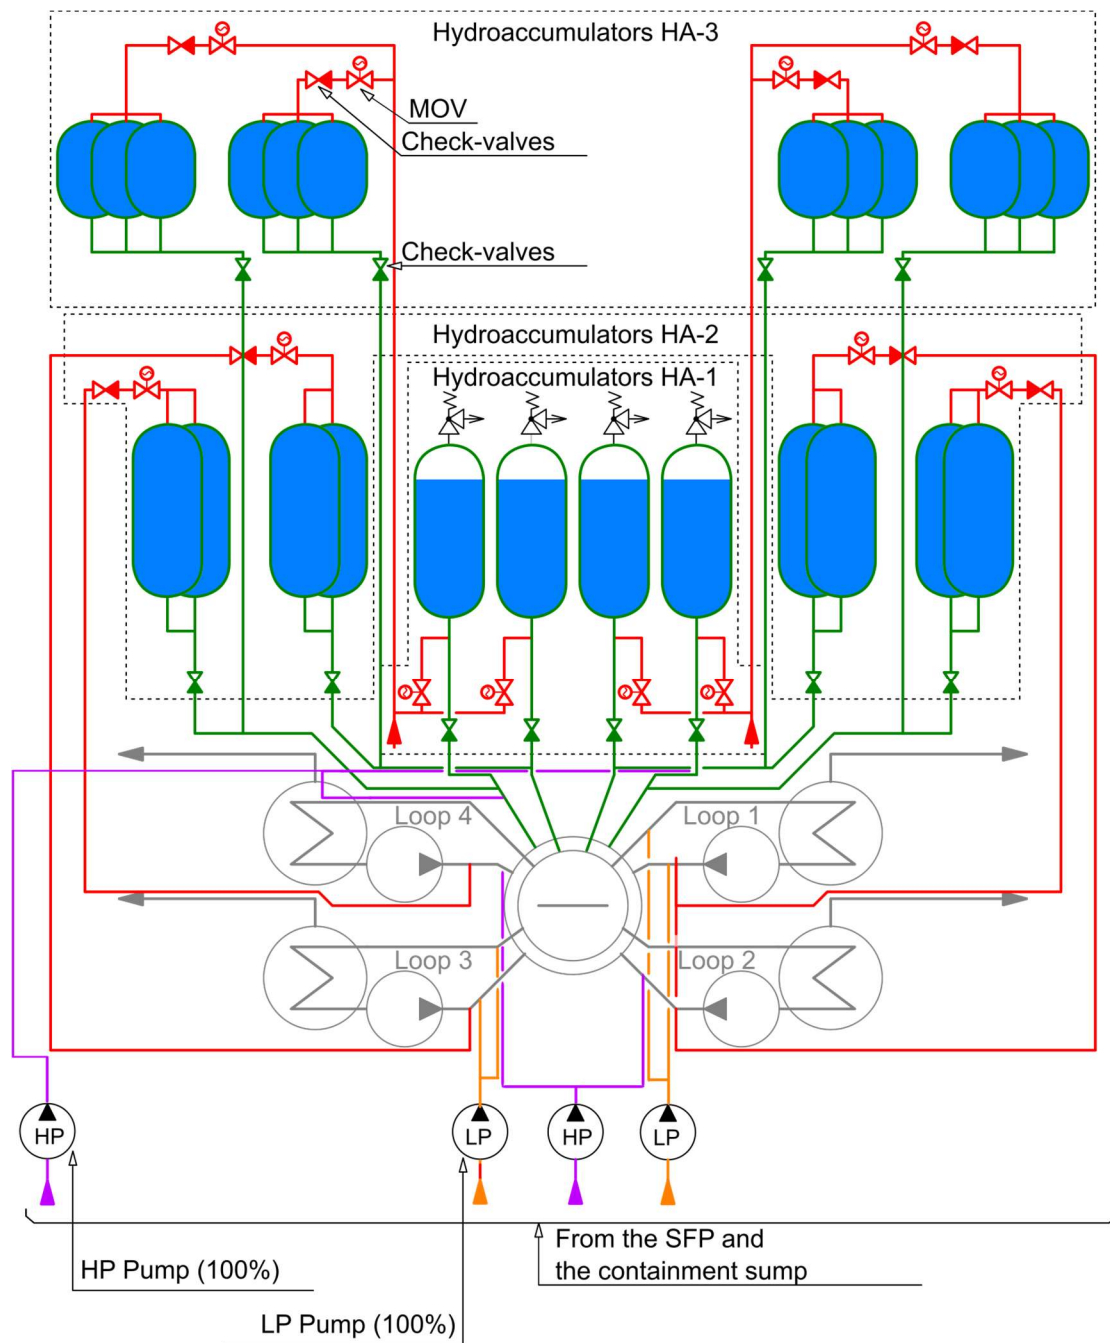 Hydroaccumulators HA-3
MOV
Check-valves
Check-valves
Hydroaccumulators HA-2
Hydroaccumulators HA-1
Loop 4
Loop 1
Loop 3
Loop 2
HP
LP
HP
LP
From the SFP and
the containment sump
HP Pump (100%)
LP Pump (100%)